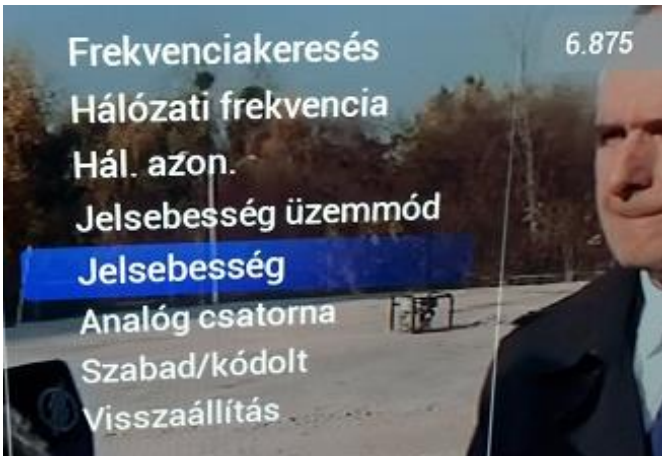 Frekvenciakeresés
6.875
Hálózati frekvencia
Hál. azon.
Jelsebesség üzemmód
Jelsebesség
Analóg csatorna
Szabad/kódolt
Visszaállítás